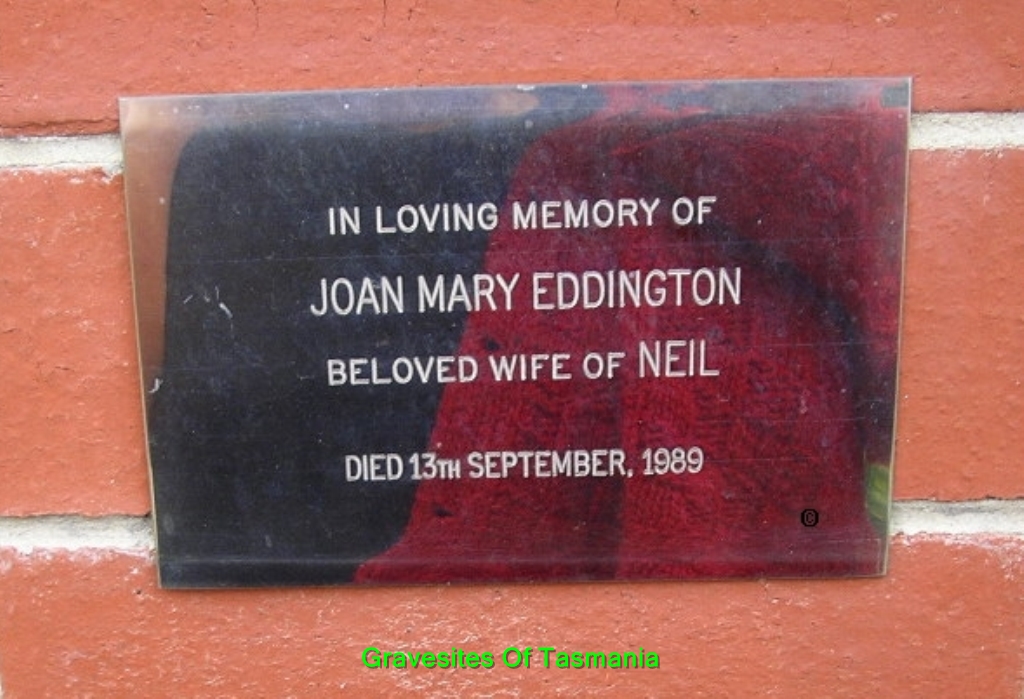 IN LOVING MEMORY OF
JOAN MARY EDDINGTON
BELOVED WIFE OF NEIL
DIED 13TH SEPTEMBER, 1989
©
Gravesites Of Tasmania